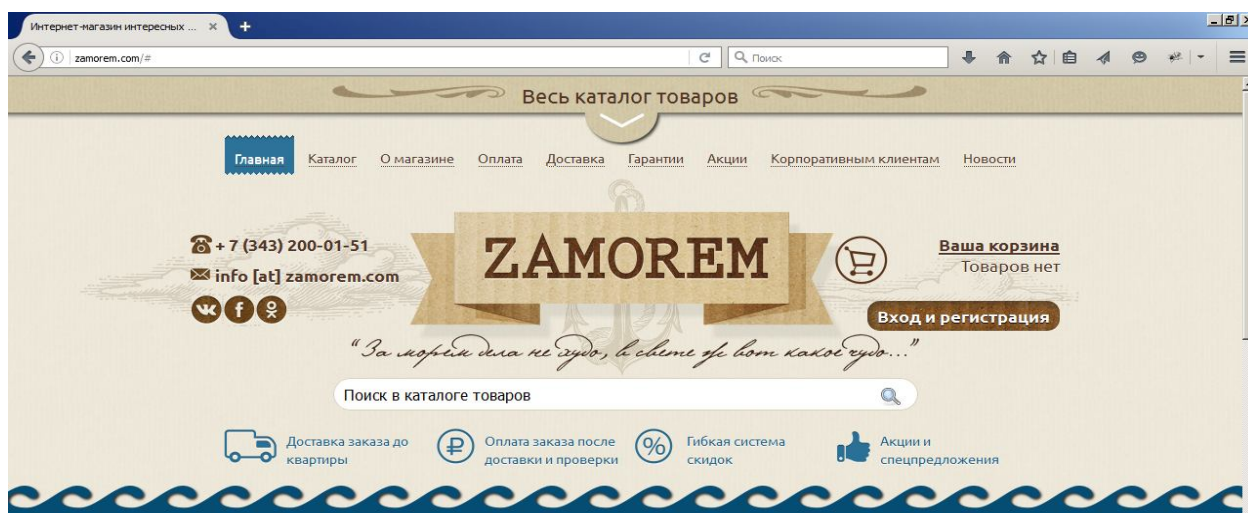 Интернет-магазин интересных ...
zamorem.com/#
Поиск
Весь каталог товаров
Главная Каталог О магазине Оплата Доставка Гарантии Акции Корпоративным клиентам Новости
+ 7 (343) 200-01-51
info [at] zamorem.com
ZAMOREM
Ваша корзина
Товаров нет
Вход и регистрация
“За морем дела не худо, в свете ж вот какое чудо...”
Поиск в каталоге товаров
Доставка заказа до
квартиры
Оплата заказа после
доставки и проверки
%
Гибкая система
скидок
Акции и
спецпредложения